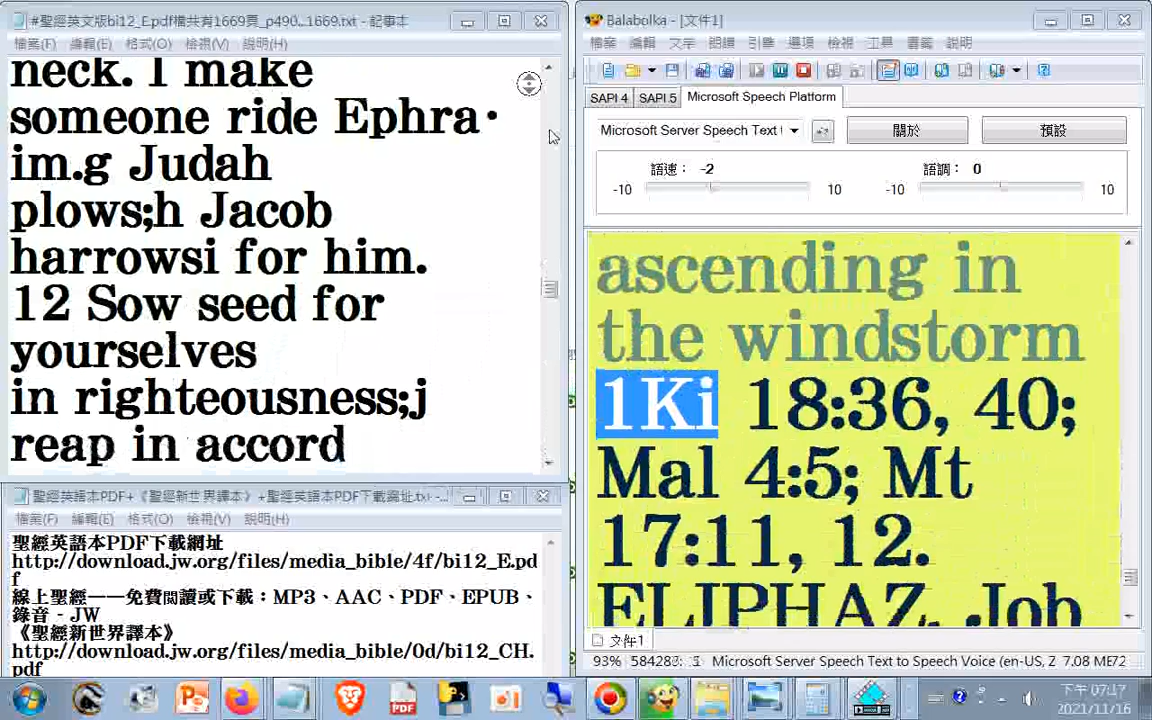 #聖經英文版bi12_Epdf檔共有1669頁_p490..1669.txt - 記事本
檔案(F) 編輯(E) 格式(O) 檢視(V) 說明(H)
neck. I make
someone ride Ephra·
im.g Judah
plows;h Jacob
harrowsi for him.
12 Sow seed for
yourselves
in righteousness;j
reap in accord
聖經英語本PDF+《聖經新世界譯本》+聖經英語本PDF下載網址.txt -...
檔案(F) 編輯(E) 格式(O) 檢視(V) 說明(H)
聖經英語本PDF下載網址
http://download.jw.org/files/media_bible/4f/bi12_E.pd
f
線上聖經——免費閱讀或下載：MP3、AAC、PDF、EPUB、
錄音 - JW
《聖經新世界譯本》
http://download.jw.org/files/media_bible/0d/bi12_CH.
pdf
Balabolka - [文件1]
檔案 編輯 文字 朗讀 引擎 選項 檢視 工具 書籤 說明
SAPI 4 SAPI 5 Microsoft Speech Platform
Microsoft Server Speech Text 關於 預設
語速： -2 語調： 0
-10 10 -10 10
ascending in
the windstorm
1Ki 18:36, 40;
Mal 4:5; Mt
17:11, 12.
ELIPHAZ, Job
文件1
93% Microsoft Server Speech Text to Speech Voice (en-US, Z 7.08 ME72
下午 07:17
2021/11/16